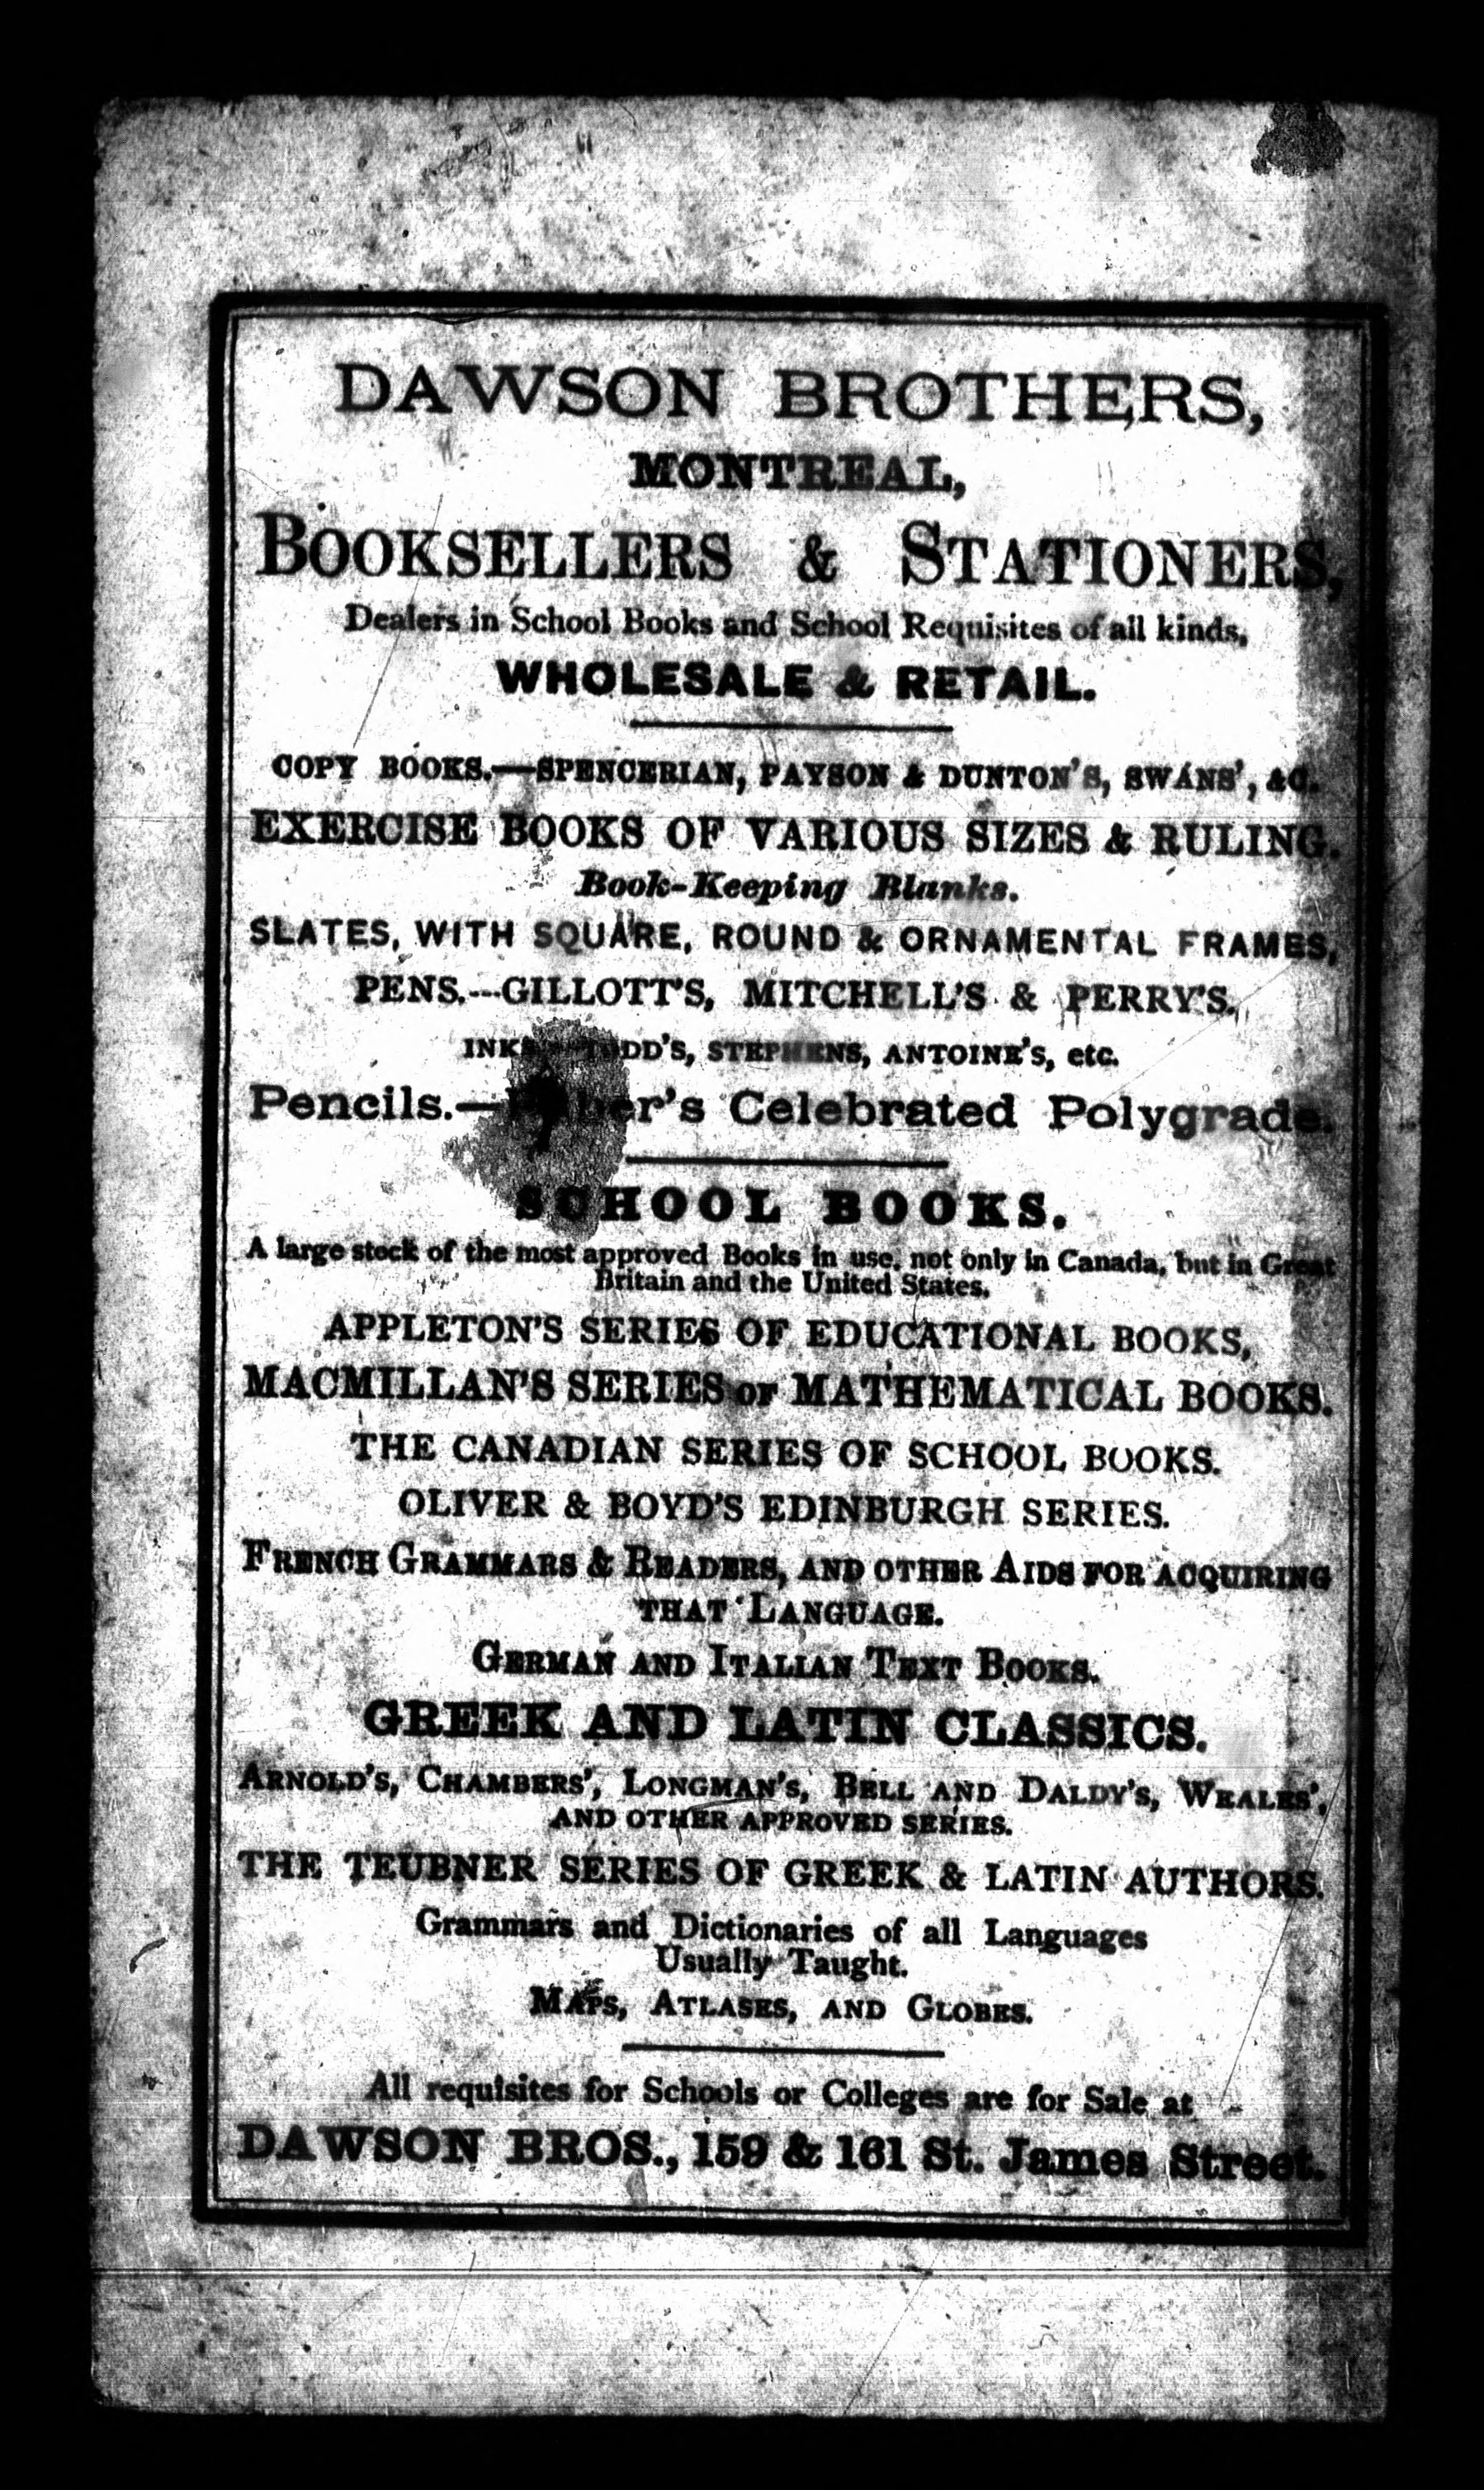 DAWSON BROTHERS,
MONTREAL,
BOOKSELLERS & STATIONERS,
Dealers in School Books and School Requisites of all kinds,
WHOLESALE & RETAIL.
COPY BOOKS.—SPENCERIAN, PAYSON & DUNTON'S, SWANS', &C.
EXERCISE BOOKS OF VARIOUS SIZES & RULING.
Book-Keeping Blanks.
SLATES, WITH SQUARE, ROUND & ORNAMENTAL FRAMES,
PENS.---GILLOTT'S, MITCHELL'S & PERRY'S.
STEPHENS, ANTOINE'S, etc.
Pencils.— Celebrated Polygrade.
SCHOOL BOOKS.
A large stock of the most approved Books in use, not only in Canada, but in Great
Britain and the United States.
APPLETON'S SERIES OF EDUCATIONAL BOOKS,
MACMILLAN'S SERIES OF MATHEMATICAL BOOKS.
THE CANADIAN SERIES OF SCHOOL BOOKS.
OLIVER & BOYD'S EDINBURGH SERIES.
FRENCH GRAMMARS & READERS, AND OTHER AIDS FOR ACQUIRING
THAT LANGUAGE.
GERMAN AND ITALIAN TEXT BOOKS.
GREEK AND LATIN CLASSICS.
ARNOLD'S, CHAMBERS', LONGMAN'S, BELL AND DALDY'S, WEALES',
AND OTHER APPROVED SERIES.
THE TEUBNER SERIES OF GREEK & LATIN AUTHORS.
Grammars and Dictionaries of all Languages
Usually Taught.
MAPS, ATLASES, AND GLOBES.
All requisites for Schools or Colleges are for Sale at
DAWSON BROS., 159 & 161 St. James Street.